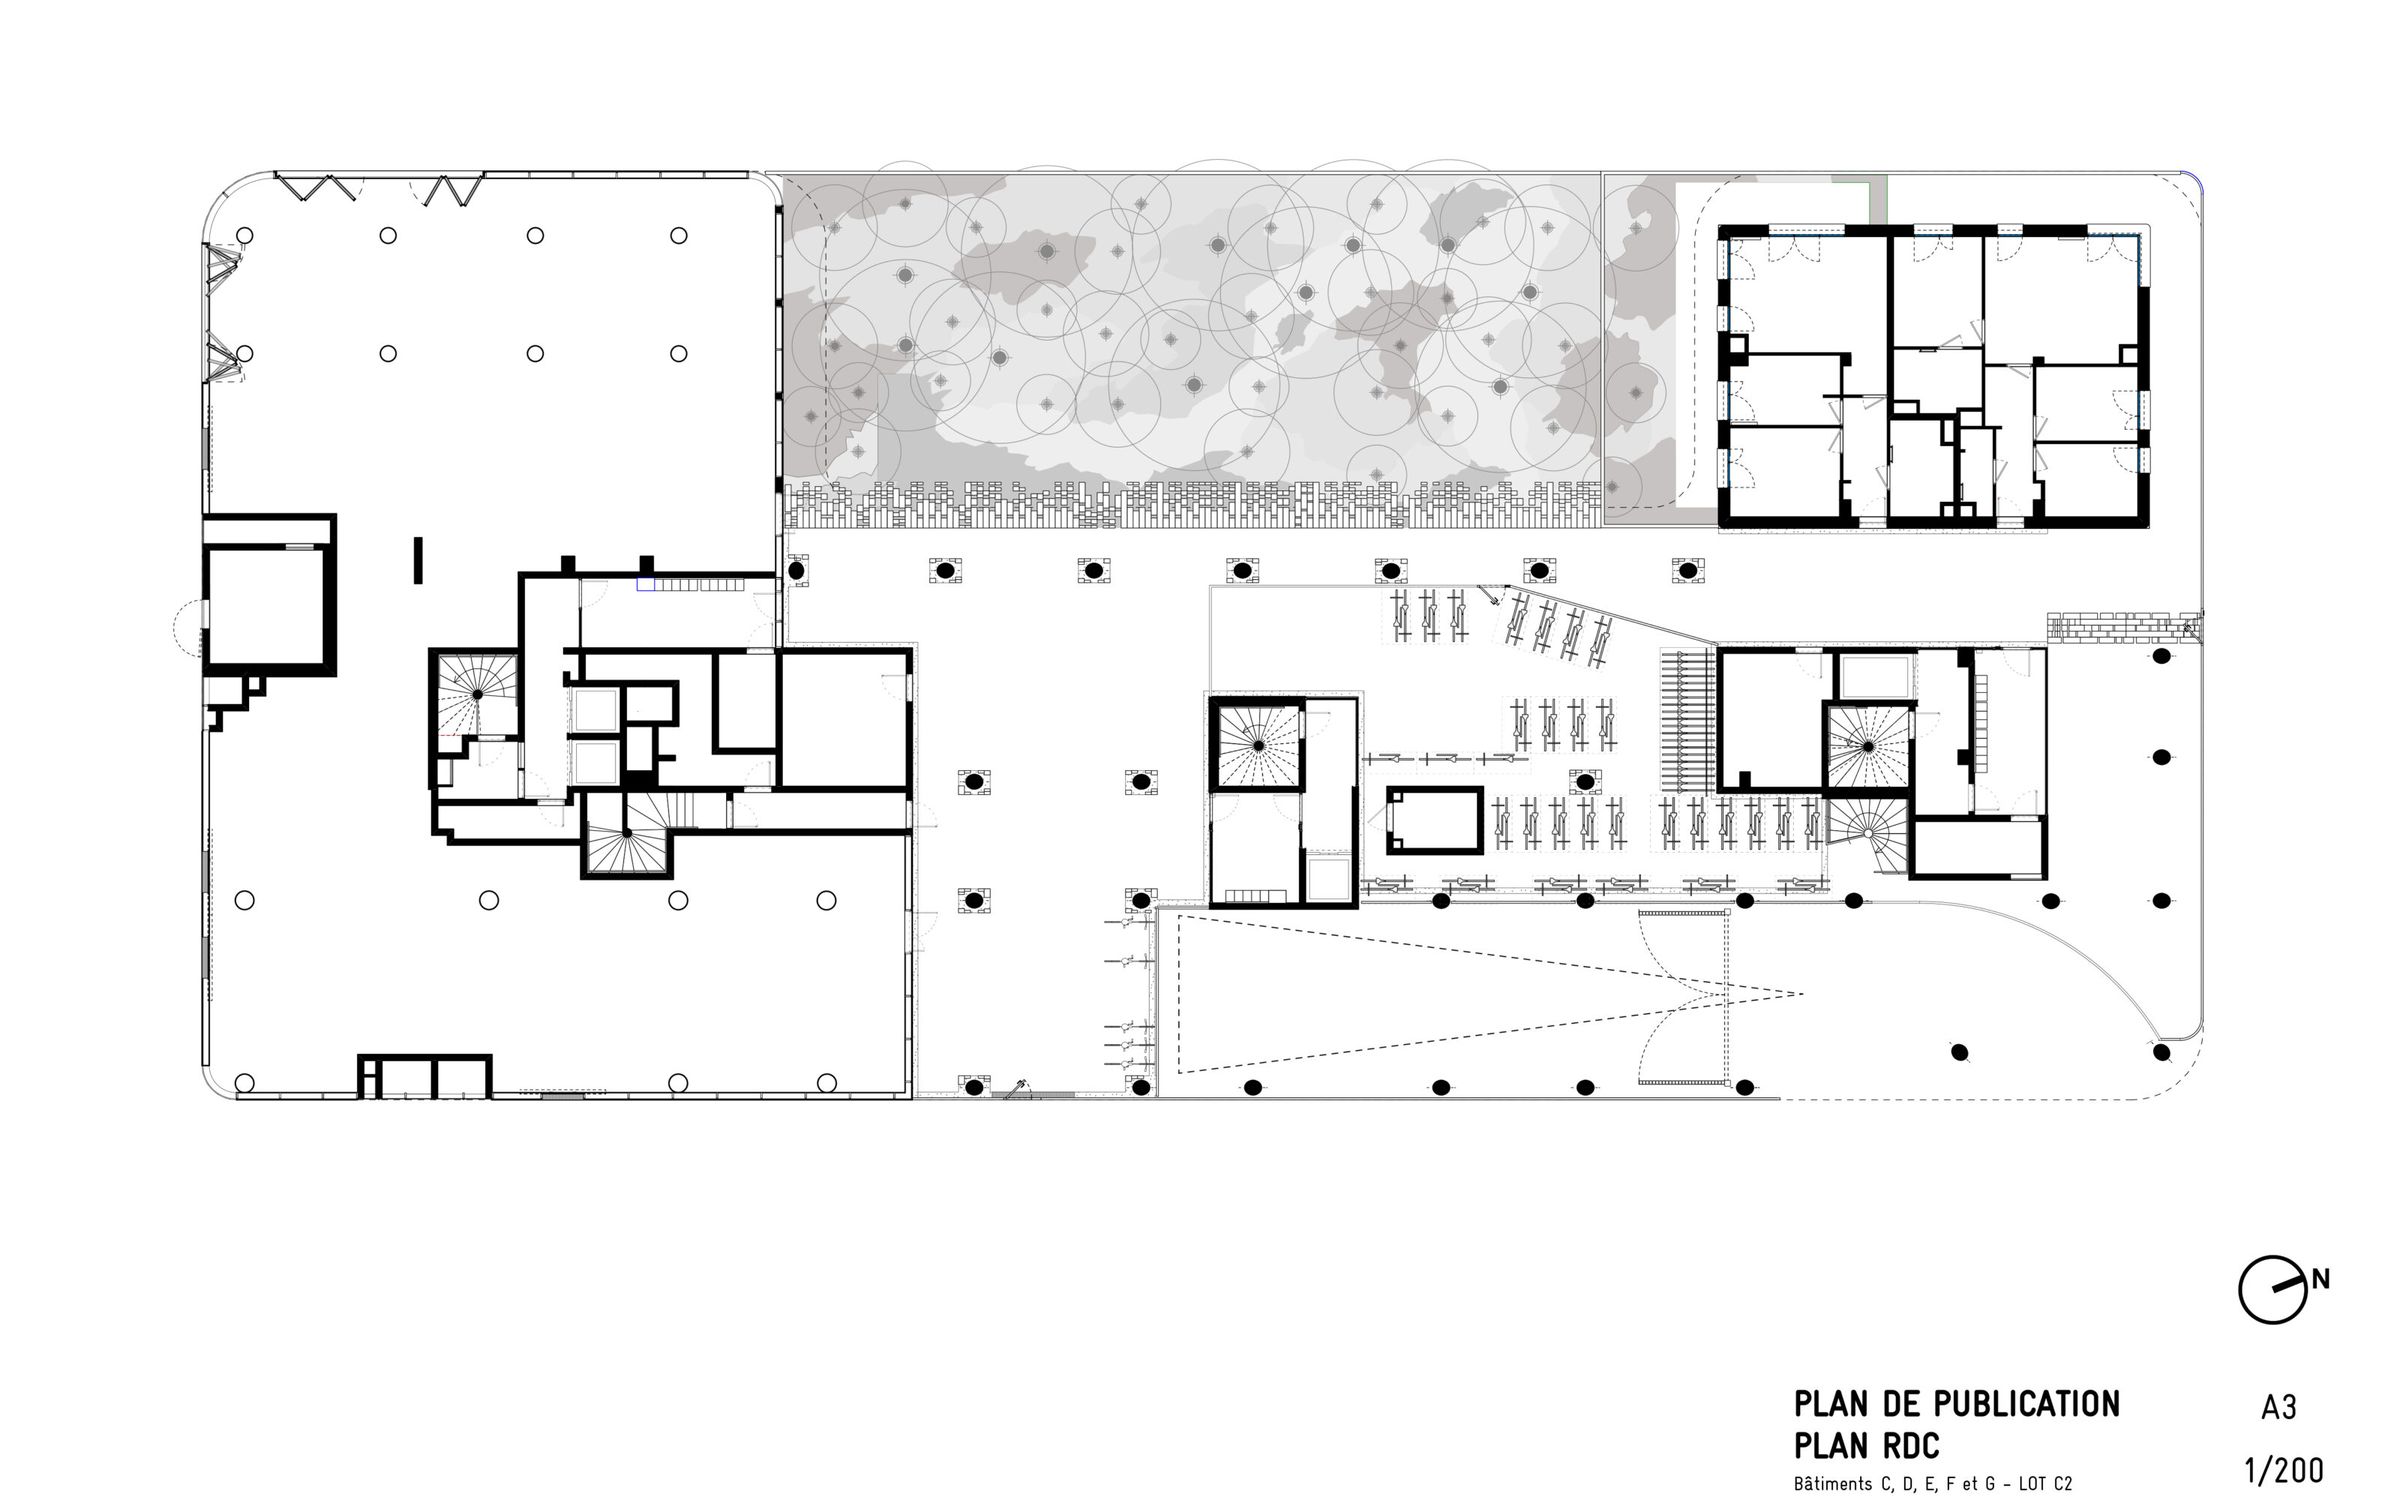 N
PLAN DE PUBLICATION
A3
PLAN RDC
1/200
Bâtiments C, D, E, F et G - LOT C2